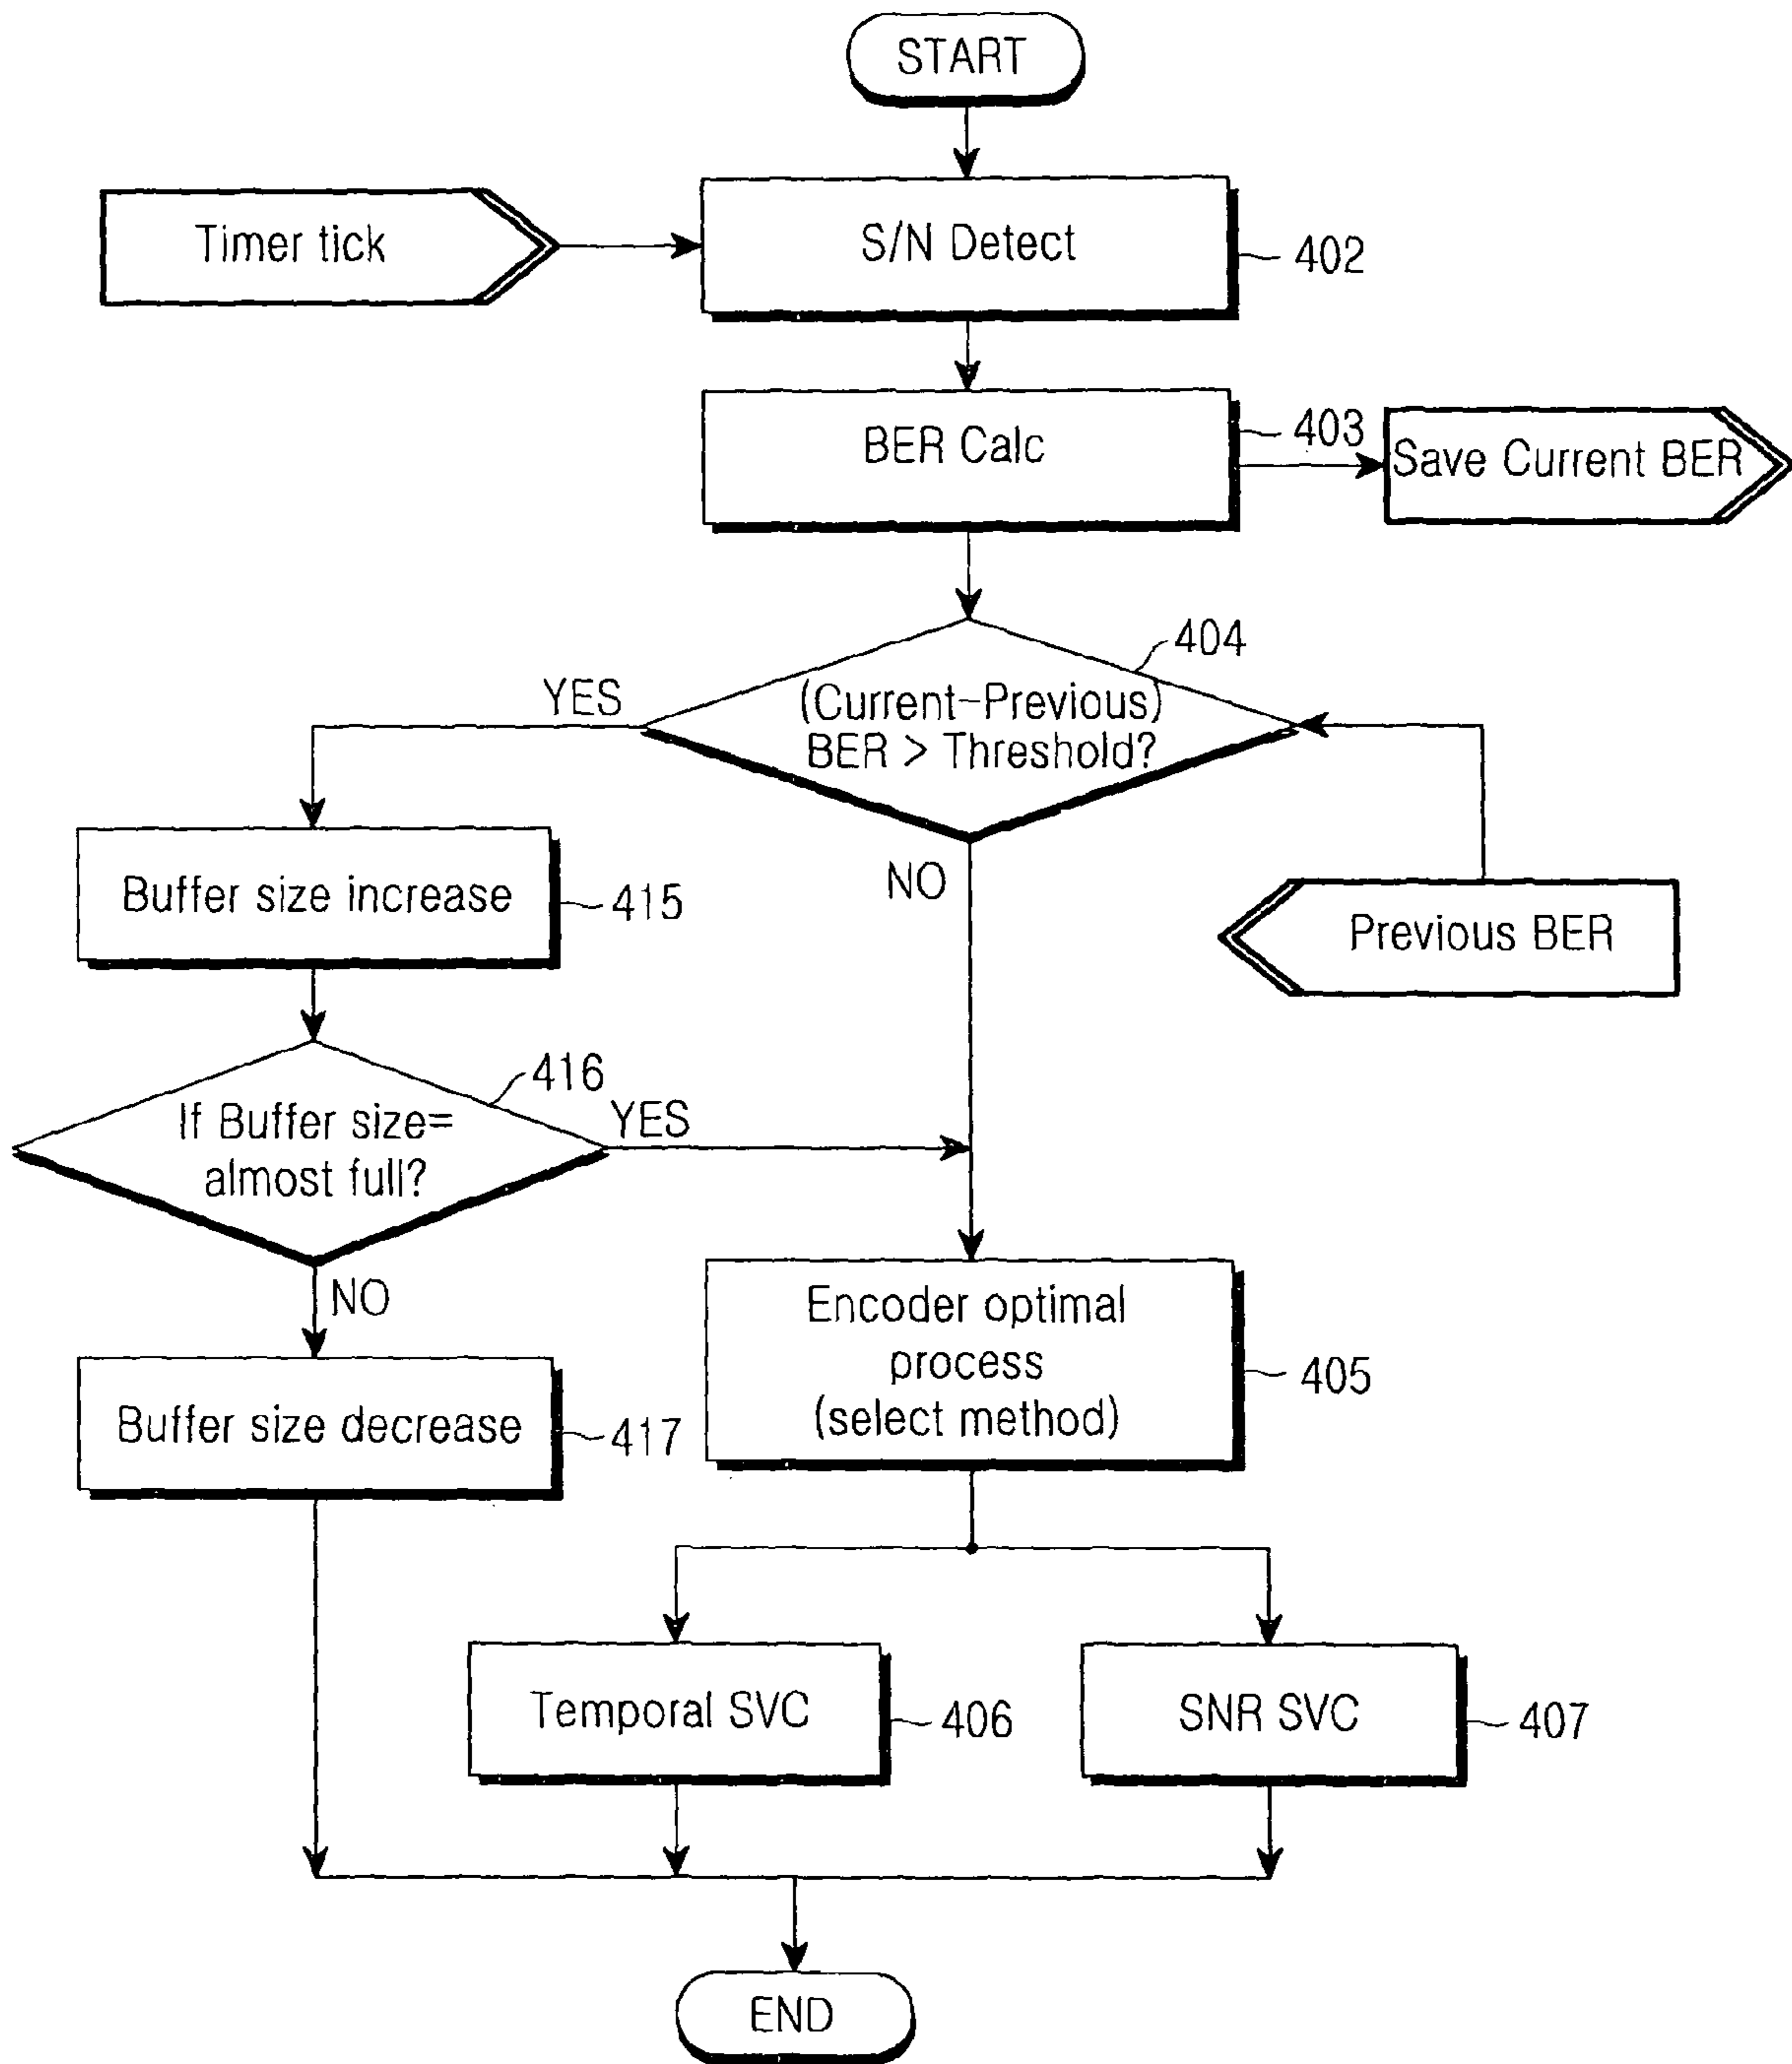 START
Timer tick
S/N Detect
402
BER Calc
403
Save Current BER
404
YES
(Current-Previous)
BER > Threshold?
NO
Buffer size increase
415
Previous BER
416
If Buffer size=
almost full?
YES
NO
Encoder optimal
process
(select method)
405
Buffer size decrease
417
Temporal SVC
406
SNR SVC
407
END